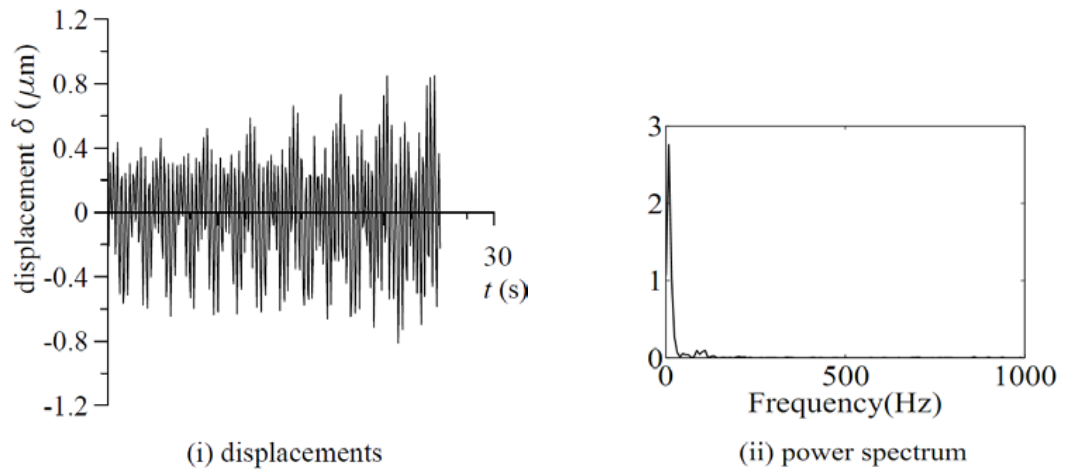 1.2
0.8
0.4
0
-0.4
-0.8
-1.2
displacement δ (μm)
30
t (s)
(i) displacements
3
2
1
0
0 500 1000
Frequency(Hz)
(ii) power spectrum